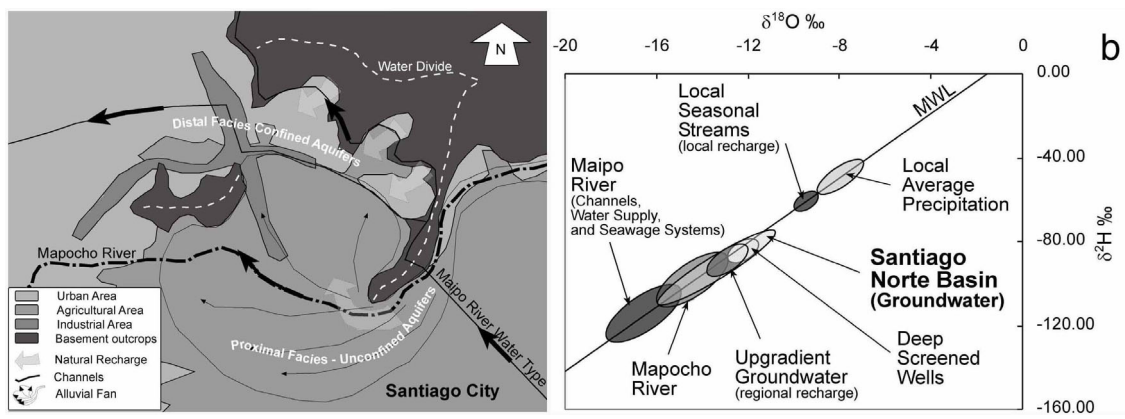 N
Water Divide
Distal Facies Confined Aquifers
Mapocho River
Maipo River Water Type
Proximal Facies - Unconfined Aquifers
Santiago City
Urban Area
Agricultural Area
Industrial Area
Basement outcrops
Natural Recharge
Channels
Alluvial Fan
δ¹⁸O ‰
b
-20
-16
-12
-8
-4
0
0.00
-40.00
-80.00
-120.00
-160.00
δ²H ‰
MWL
Local
Seasonal
Streams
(local recharge)
Maipo
River
(Channels,
Water Supply,
and Seawage Systems)
Local
Average
Precipitation
Santiago
Norte Basin
(Groundwater)
Deep
Screened
Wells
Upgradient
Groundwater
(regional recharge)
Mapocho
River